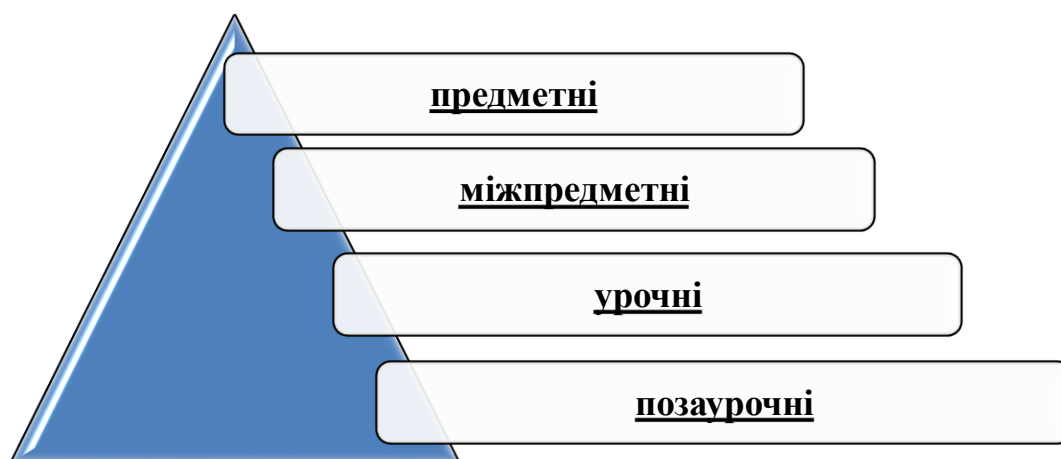 предметні
міжпредметні
урочні
позаурочні